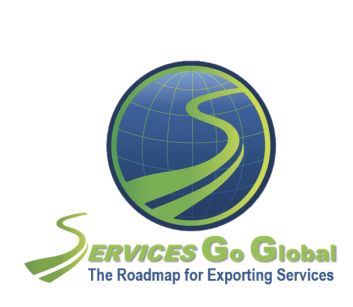 SERVICES GO GLOBAL
The Roadmap for Exporting Services